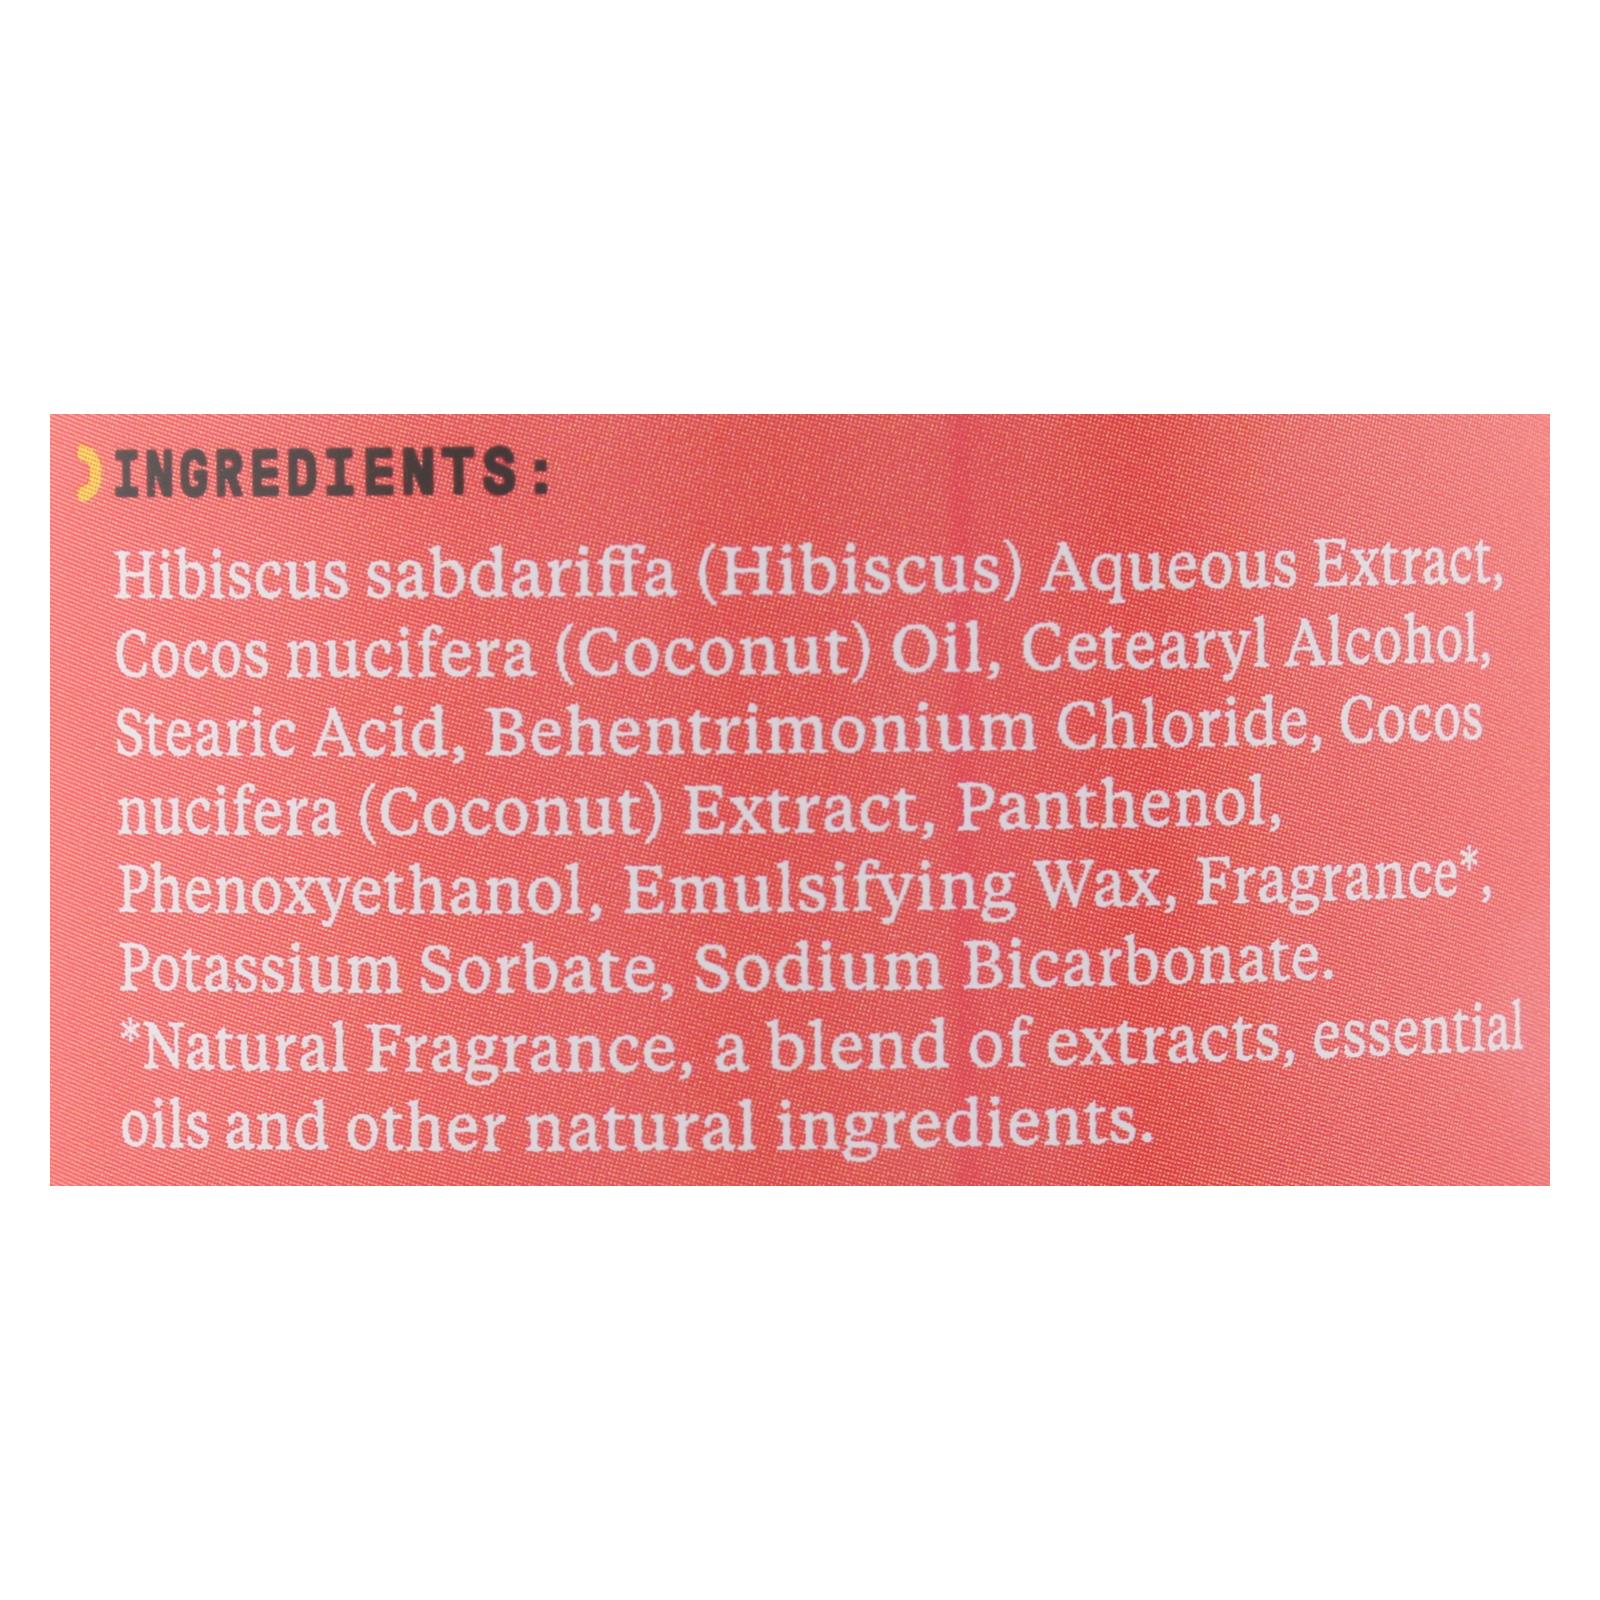 INGREDIENTS:
Hibiscus sabdariffa (Hibiscus) Aqueous Extract,
Cocos nucifera (Coconut) Oil, Cetearyl Alcohol,
Stearic Acid, Behentrimonium Chloride, Cocos
nucifera (Coconut) Extract, Panthenol,
Phenoxyethanol, Emulsifying Wax, Fragrance*,
Potassium Sorbate, Sodium Bicarbonate.
*Natural Fragrance, a blend of extracts, essential
oils and other natural ingredients.